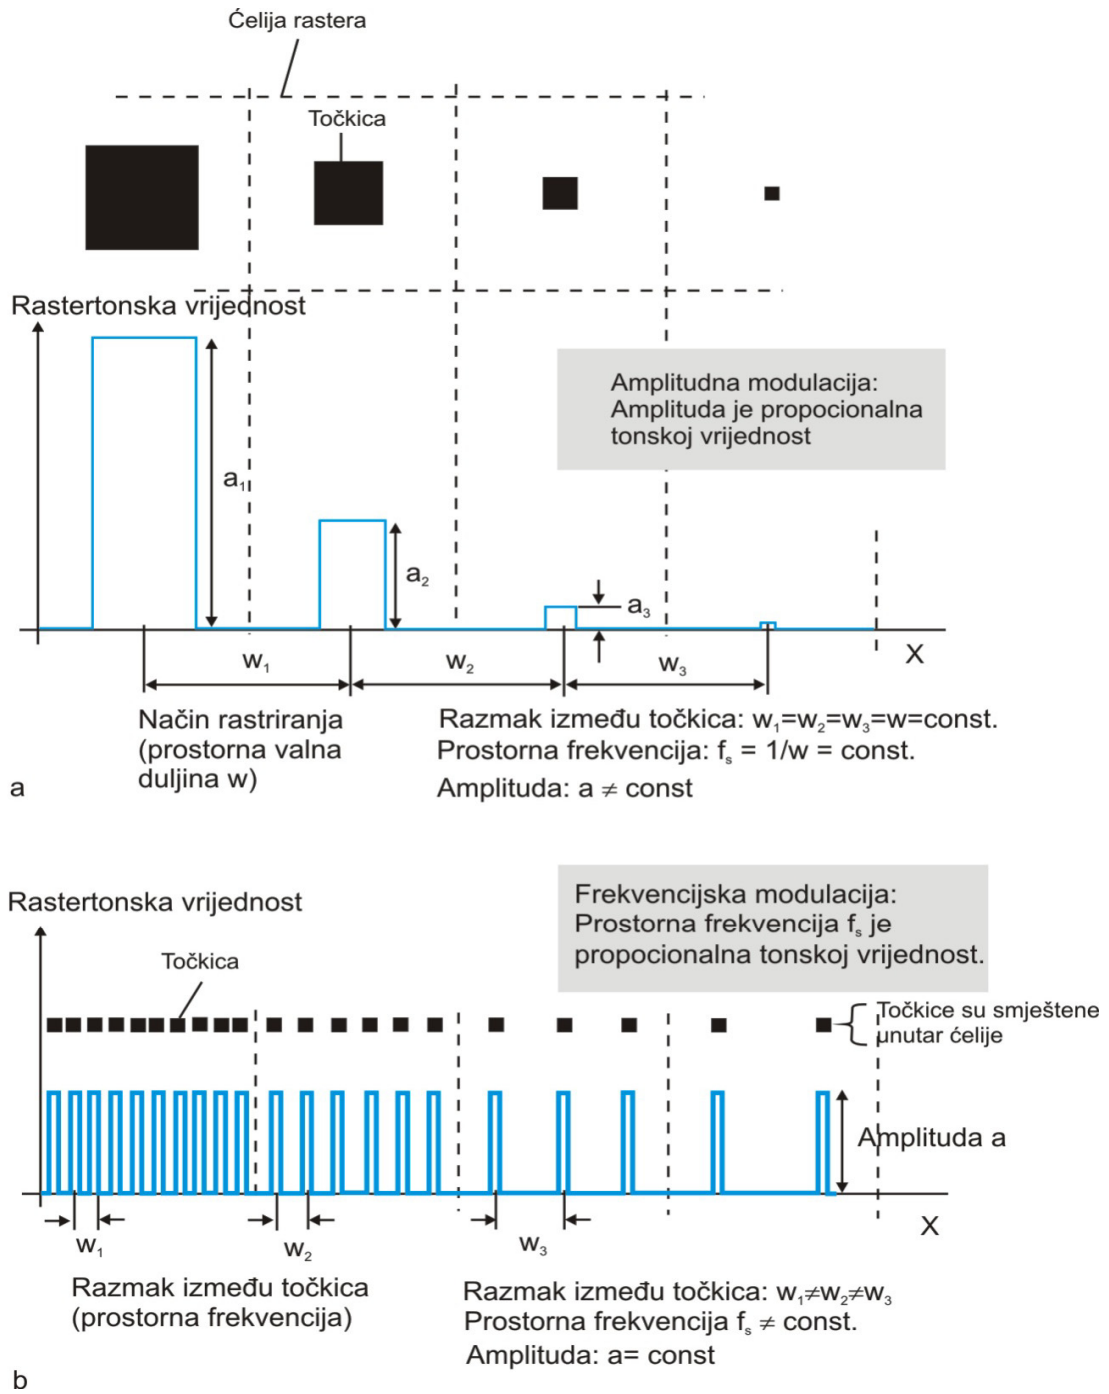 Ćelija rastera
Točkica
Rastertonska vrijednost
Amplitudna modulacija:
Amplituda je propocionalna
tonskoj vrijednost
a₁
a₂
a₃
X
w₁
w₂
w₃
Način rastriranja
(prostorna valna
duljina w)
Razmak između točkica: w₁=w₂=w₃=w=const.
Prostorna frekvencija: fₛ = 1/w = const.
Amplituda: a ≠ const
a
Frekvencijska modulacija:
Prostorna frekvencija fₛ je
propocionalna tonskoj vrijednost.
Rastertonska vrijednost
Točkica
Točkice su smještene
unutar ćelije
Amplituda a
X
w₁
w₂
w₃
Razmak između točkica
(prostorna frekvencija)
Razmak između točkica: w₁≠w₂≠w₃
Prostorna frekvencija fₛ ≠ const.
Amplituda: a= const
b